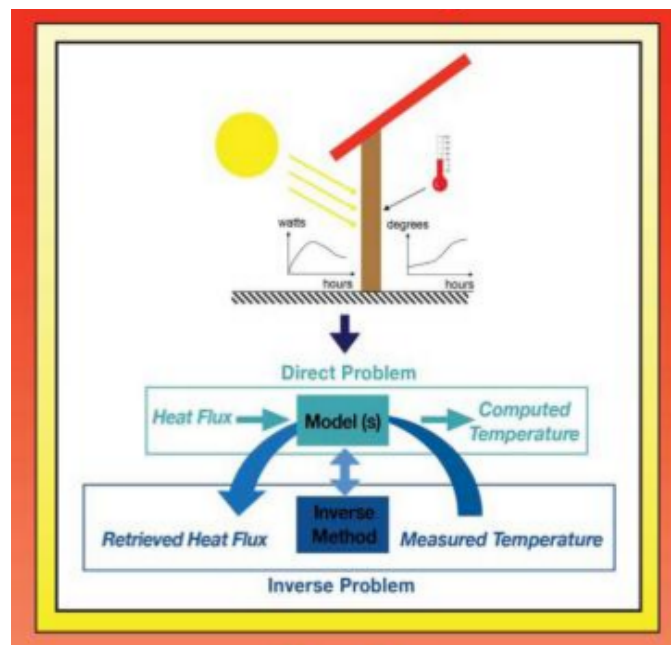 watts
degrees
hours
hours
Direct Problem
Heat Flux
Model (s)
Computed
Temperature
Inverse
Method
Retrieved Heat Flux
Measured Temperature
Inverse Problem